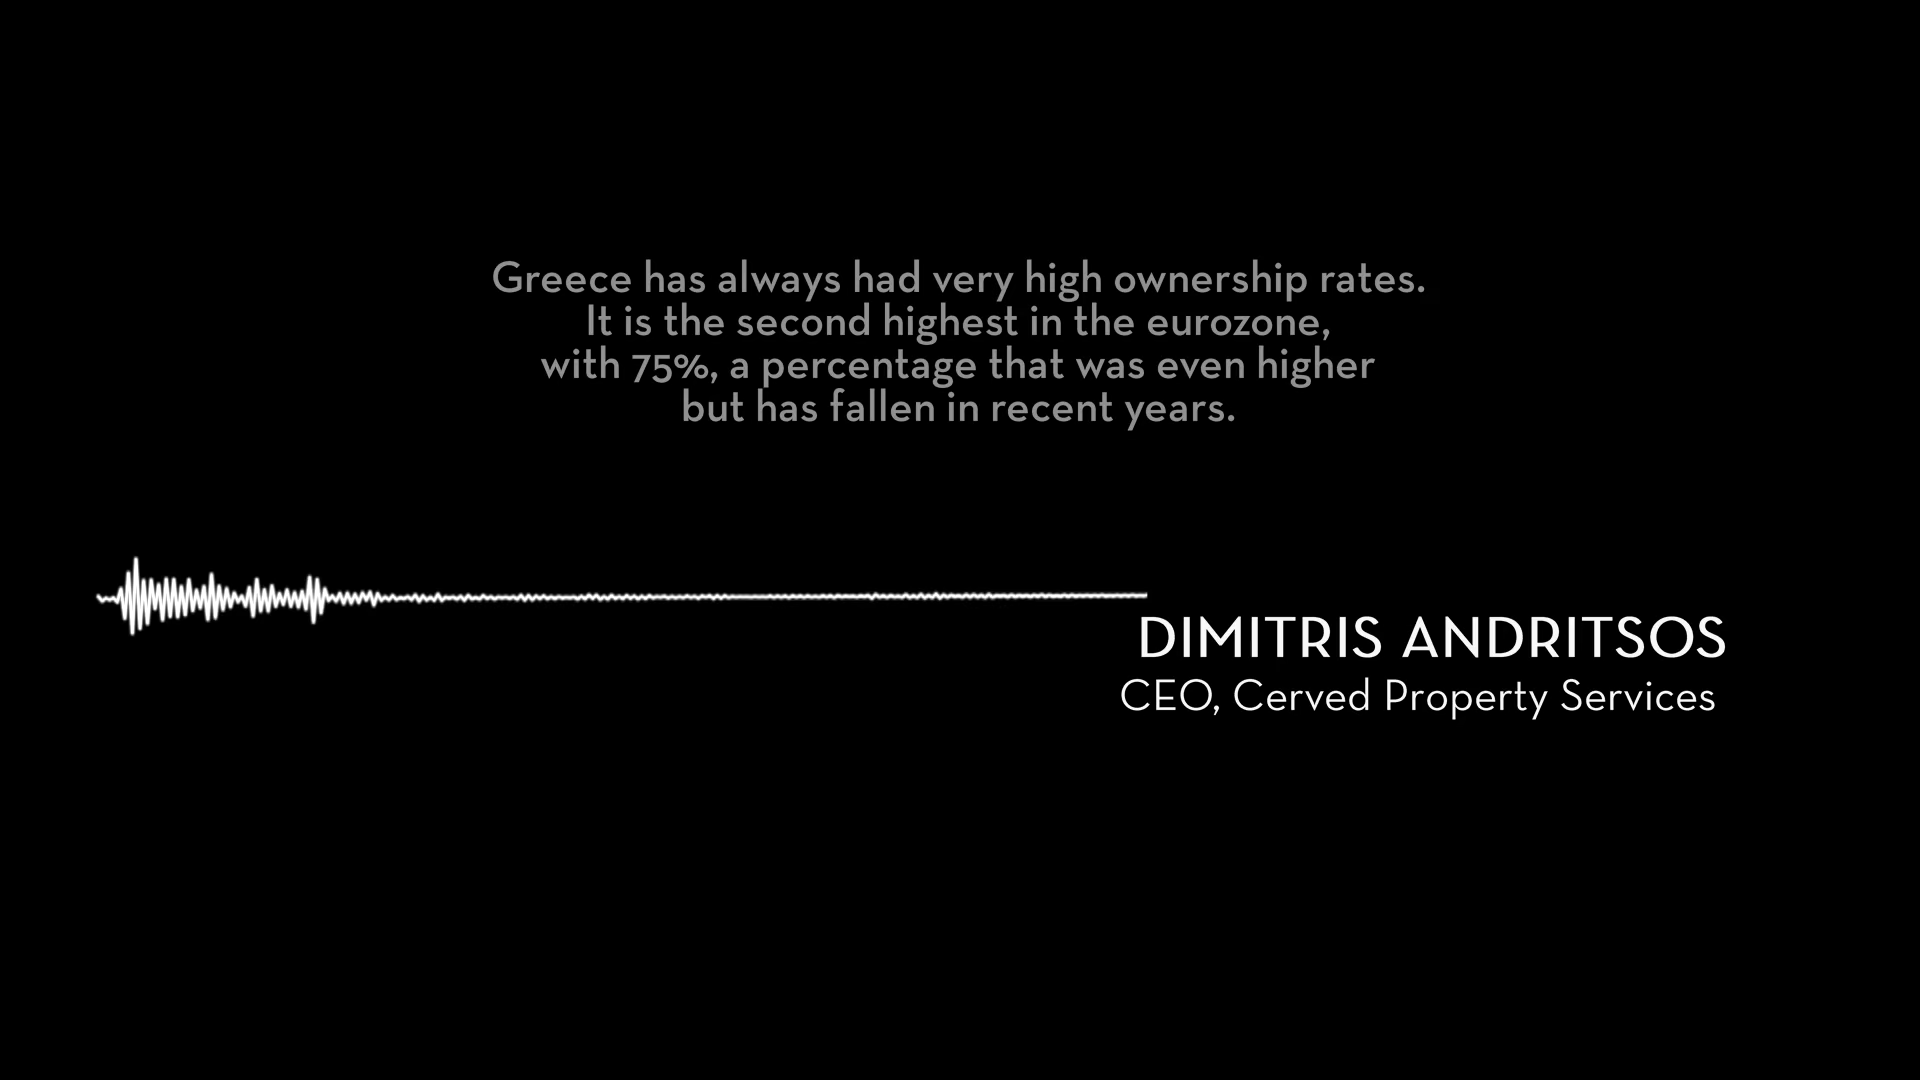 Greece has always had very high ownership rates.
It is the second highest in the eurozone,
with 75%, a percentage that was even higher
but has fallen in recent years.
DIMITRIS ANDRITSOS
CEO, Cerved Property Services